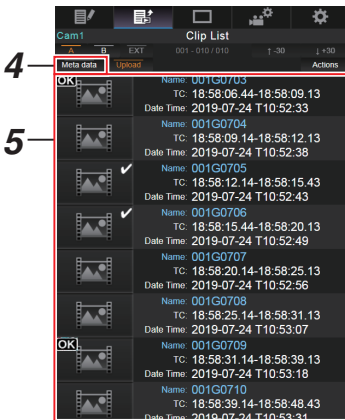 Cam1 Clip List
A B EXT 001 - 010 / 010 ↑ -30 ↓ +30
4 Meta data Upload Actions
5
OK Name: 001G0703
TC: 18:58:06.44-18:58:09.13
Date Time: 2019-07-24 T10:52:33
Name: 001G0704
TC: 18:58:09.14-18:58:12.13
Date Time: 2019-07-24 T10:52:38
Name: 001G0705
TC: 18:58:12.14-18:58:15.43
Date Time: 2019-07-24 T10:52:43
Name: 001G0706
TC: 18:58:15.44-18:58:20.13
Date Time: 2019-07-24 T10:52:49
Name: 001G0707
TC: 18:58:20.14-18:58:25.13
Date Time: 2019-07-24 T10:52:56
Name: 001G0708
TC: 18:58:25.14-18:58:31.13
Date Time: 2019-07-24 T10:53:07
OK Name: 001G0709
TC: 18:58:31.14-18:58:39.13
Date Time: 2019-07-24 T10:53:18
Name: 001G0710
TC: 18:58:39.14-18:58:48.43
Date Time: 2019-07-24 T10:53:31